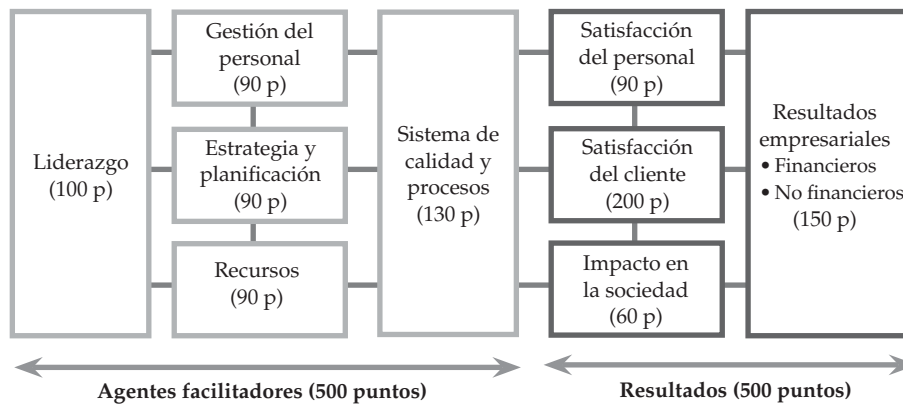 Liderazgo
(100 p)
Gestión del
personal
(90 p)
Estrategia y
planificación
(90 p)
Recursos
(90 p)
Sistema de
calidad y
procesos
(130 p)
Satisfacción
del personal
(90 p)
Satisfacción
del cliente
(200 p)
Impacto en
la sociedad
(60 p)
Resultados
empresariales
• Financieros
• No financieros
(150 p)
Agentes facilitadores (500 puntos)
Resultados (500 puntos)